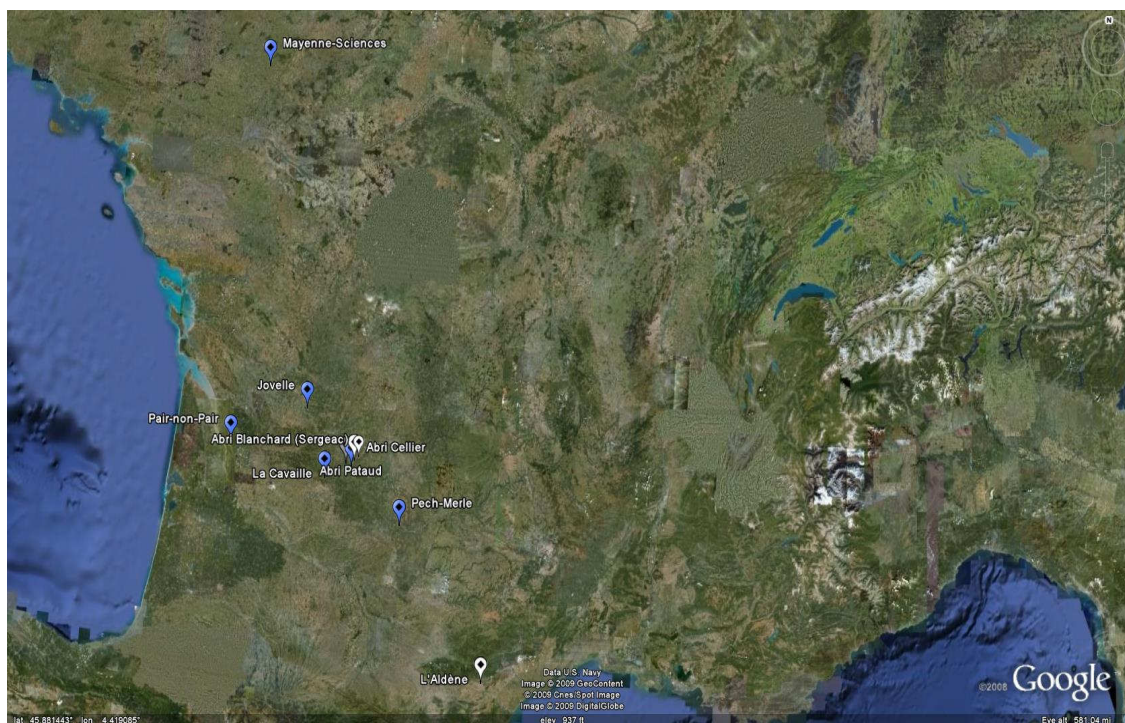 N
Mayenne-Sciences
Jovelle
Pair-non-Pair
Abri Blanchard (Sergeac)
Abri Cellier
La Cavaille
Abri Pataud
Pech-Merle
L'Aldène
Data U.S. Navy
Image © 2009 GeoContent
© 2009 Cnes/Spot Image
Image © 2009 DigitalGlobe
©2008 Google
lat 45.881443° lon 4.419085° elev 937 ft Eye alt 581.04 mi